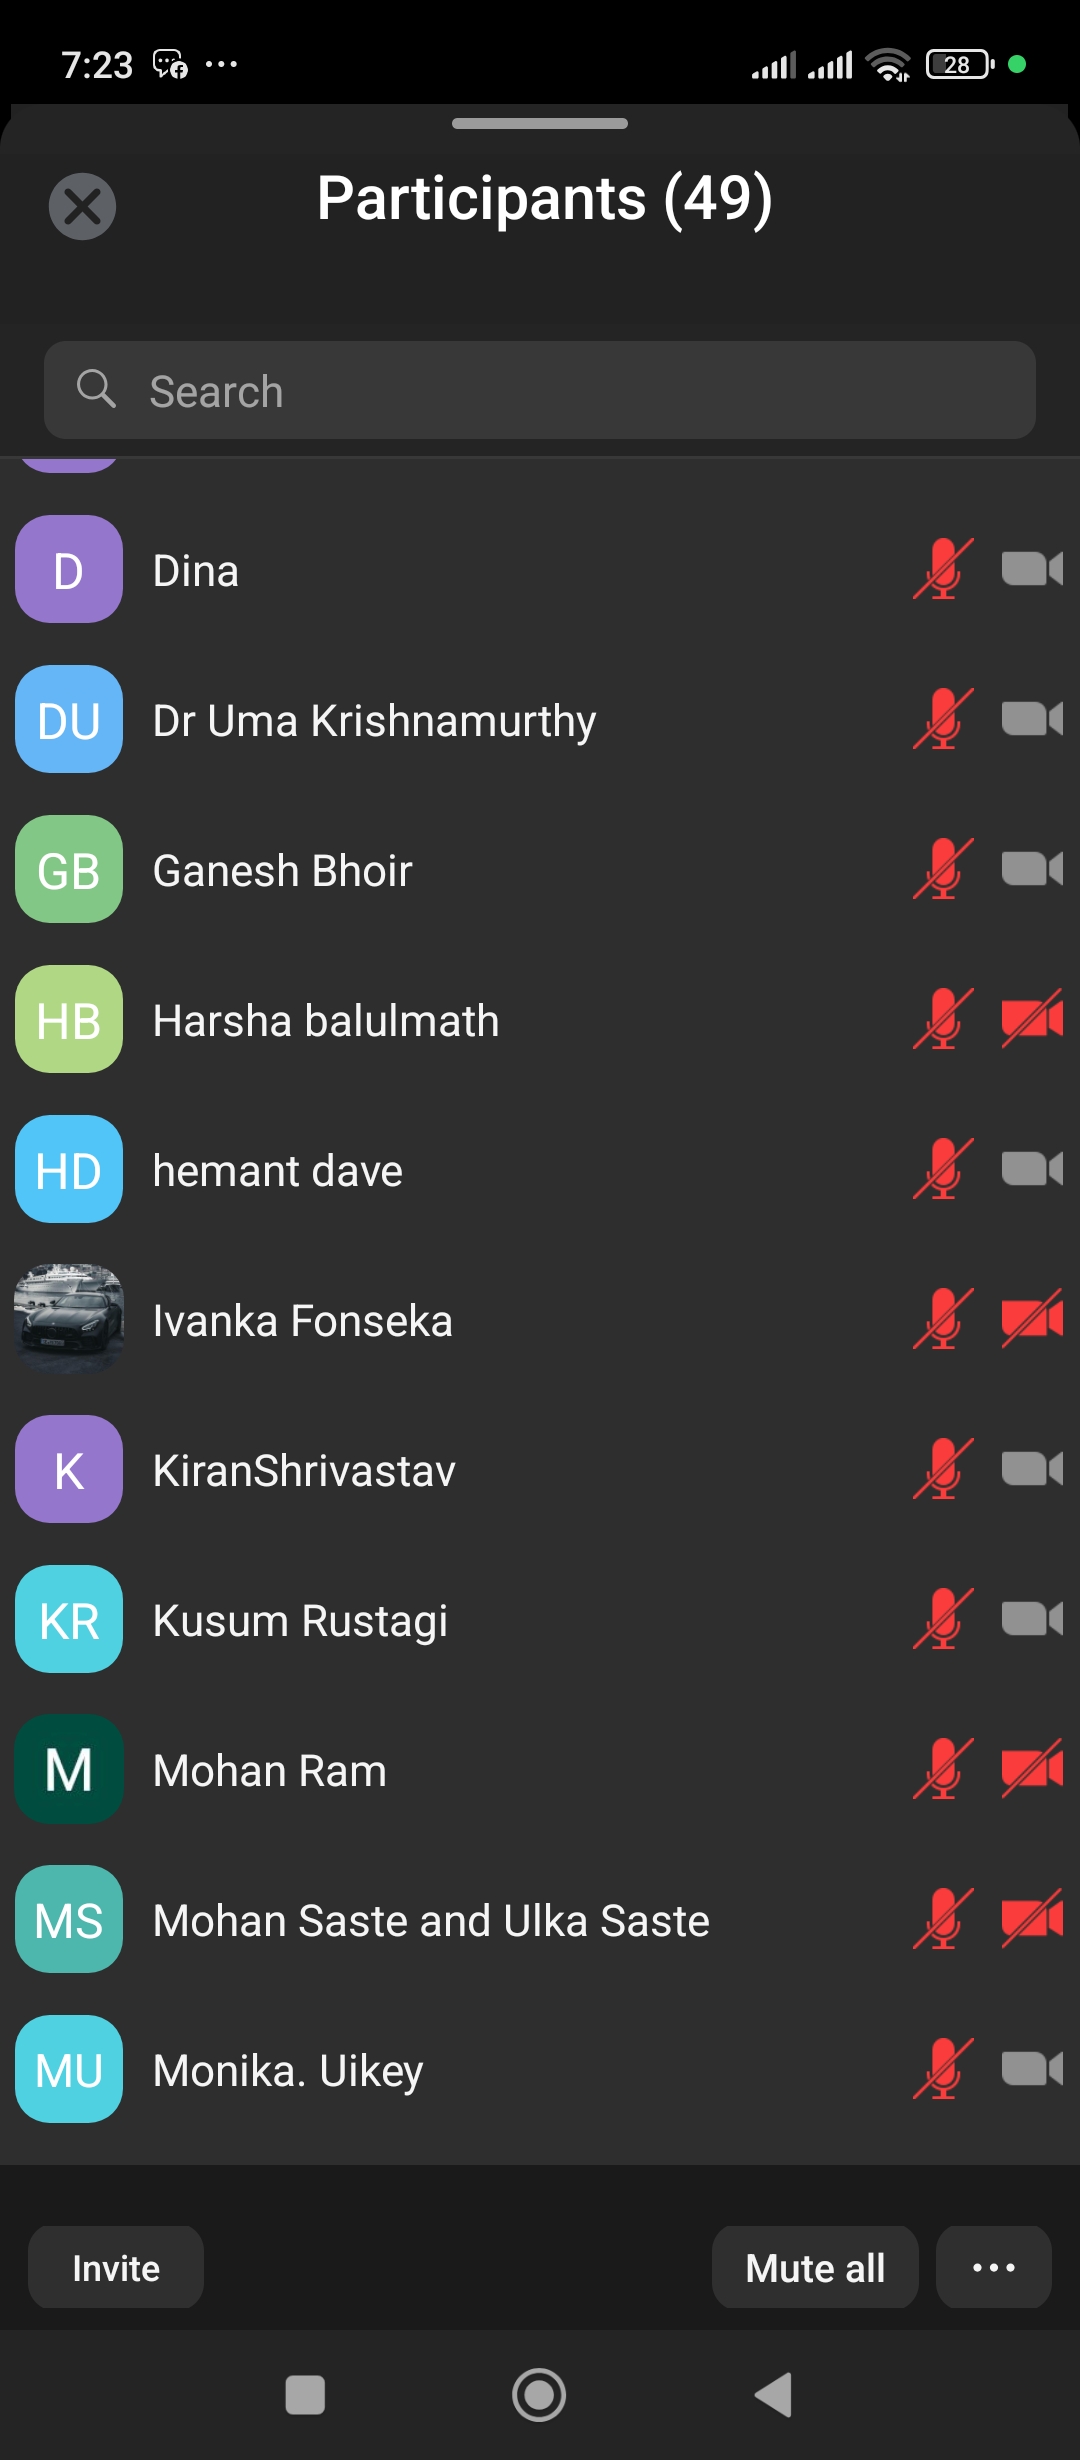 7:23
28
Participants (49)
Search
D Dina
DU Dr Uma Krishnamurthy
GB Ganesh Bhoir
HB Harsha balulmath
HD hemant dave
Ivanka Fonseka
K KiranShrivastav
KR Kusum Rustagi
M Mohan Ram
MS Mohan Saste and Ulka Saste
MU Monika. Uikey
Invite Mute all